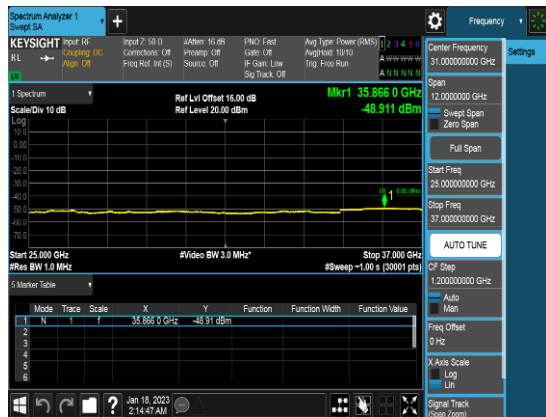 Spectrum Analyzer 1
Swept SA
Frequency
KEYSIGHT
RL
Input: RF
Coupling: DC
Align: Off
Input Z: 50 Ω
Corrections: Off
Freq Ref: Int (S)
#Atten: 16 dB
Preamp: Off
Source: Off
PNO: Fast
Gate: Off
IF Gain: Low
Sig Track: Off
Avg Type: Power (RMS)
Avg|Hold: 10/10
Trig: Free Run
1 2 3 4 5 6
A W W W W W
A N N N N N
LV
1 Spectrum
Scale/Div 10 dB
Log
Ref Lvl Offset 16.00 dB
Ref Level 20.00 dBm
Mkr1 35.866 0 GHz
-48.911 dBm
10.0
0.00
-10.0
-20.0
-30.0
-40.0
-50.0
-60.0
-70.0
1
Start 25.000 GHz
#Res BW 1.0 MHz
#Video BW 3.0 MHz*
Stop 37.000 GHz
#Sweep ~1.00 s (30001 pts)
5 Marker Table
Mode Trace Scale X Y Function Function Width Function Value
1 N 1 f 35.866 0 GHz -48.91 dBm
2
3
4
5
6
Jan 18, 2023
2:14:47 AM
Center Frequency
31.000000000 GHz
Span
12.0000000 GHz
Swept Span
Zero Span
Full Span
Start Freq
25.000000000 GHz
Stop Freq
37.000000000 GHz
AUTO TUNE
CF Step
1.200000000 GHz
Auto
Man
Freq Offset
0 Hz
X Axis Scale
Log
Lin
Signal Track
(Span Zoom)
Settings